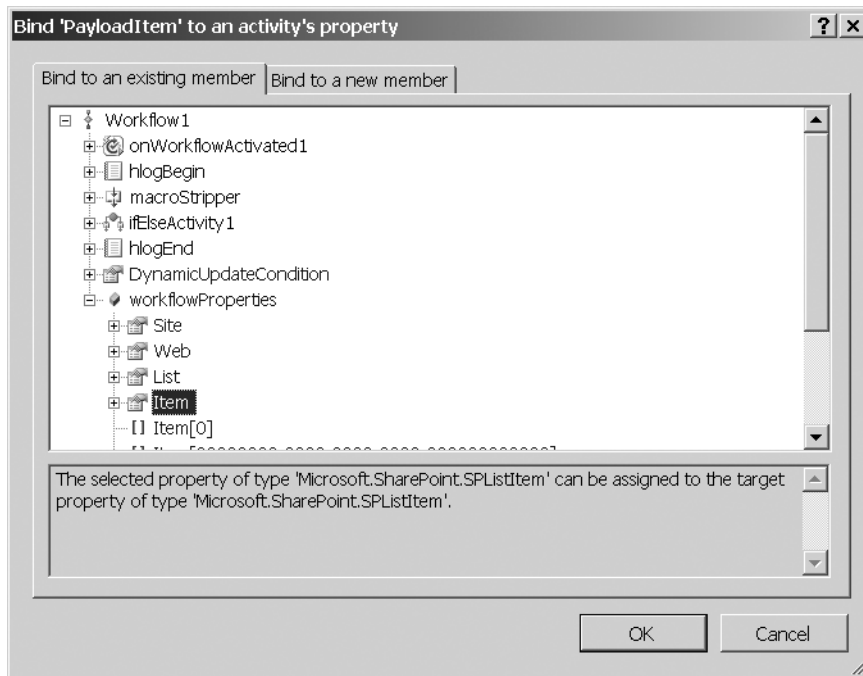 Bind 'PayloadItem' to an activity's property
Bind to an existing member
Bind to a new member
Workflow1
onWorkflowActivated1
hlogBegin
macroStripper
ifElseActivity1
hlogEnd
DynamicUpdateCondition
workflowProperties
Site
Web
List
Item
Item[0]
The selected property of type 'Microsoft.SharePoint.SPListItem' can be assigned to the target
property of type 'Microsoft.SharePoint.SPListItem'.
OK
Cancel